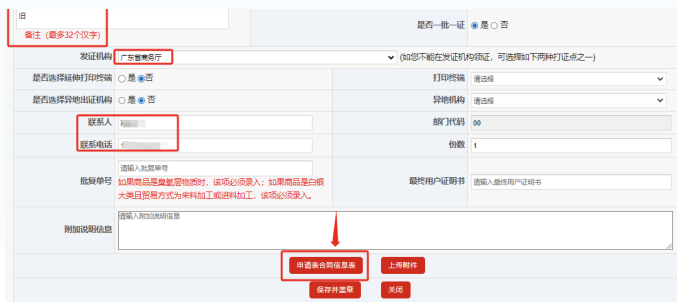 旧
备注（最多32个汉字）
是否一批一证 是 否
发证机构 广东省商务厅 (如您不能在发证机构领证，可选择如下两种打证点之一)
是否选择延伸打印终端 是 否 打印终端 请选择
是否选择异地出证机构 是 否 异地机构 请选择
联系人 部门代码 00
联系电话 份数 1
请输入批复单号
批复单号 如果商品是臭氧层物质时，该项必须录入；如果商品是白银 最终用户证明书 请输入最终用户证明书
大类目贸易方式为来料加工或进料加工，该项必须录入。
请输入附加说明信息
附加说明信息
申请表合同信息表 上传附件
保存并盖章 关闭